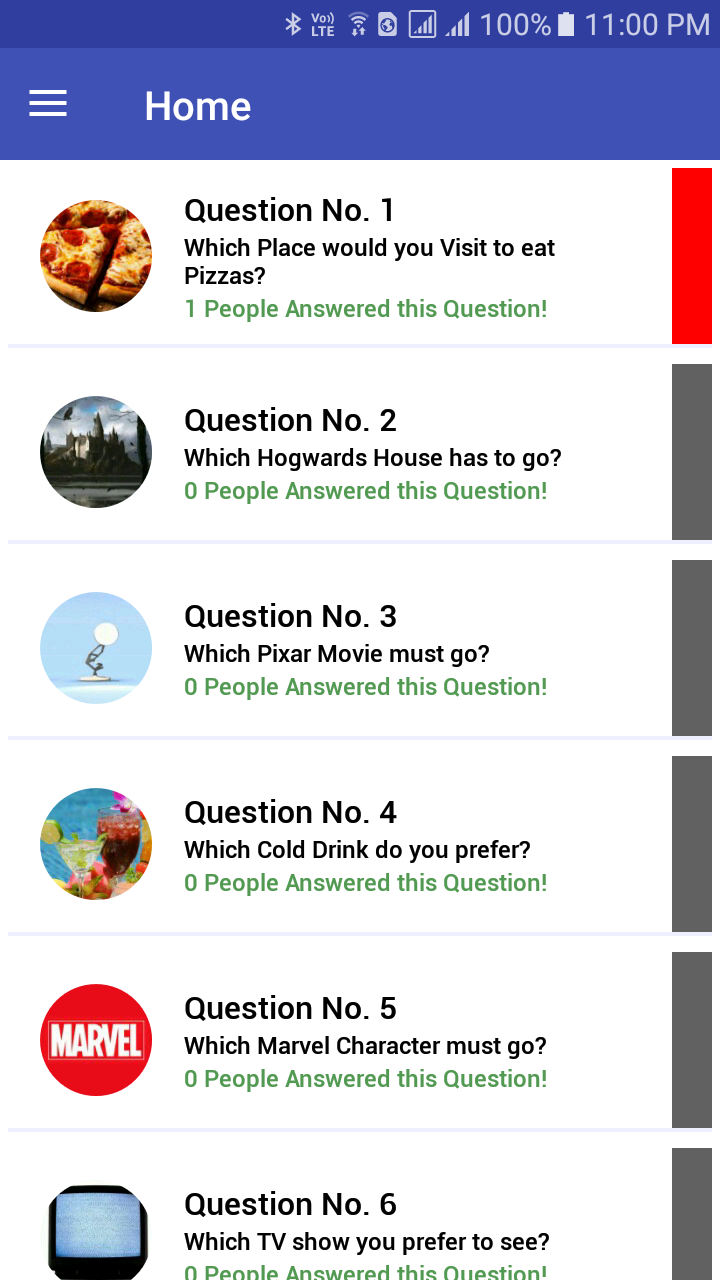 Vo))
LTE
100%
11:00 PM
Home
Question No. 1
Which Place would you Visit to eat
Pizzas?
1 People Answered this Question!
Question No. 2
Which Hogwards House has to go?
0 People Answered this Question!
Question No. 3
Which Pixar Movie must go?
0 People Answered this Question!
Question No. 4
Which Cold Drink do you prefer?
0 People Answered this Question!
MARVEL
Question No. 5
Which Marvel Character must go?
0 People Answered this Question!
Question No. 6
Which TV show you prefer to see?
0 People Answered this Question!